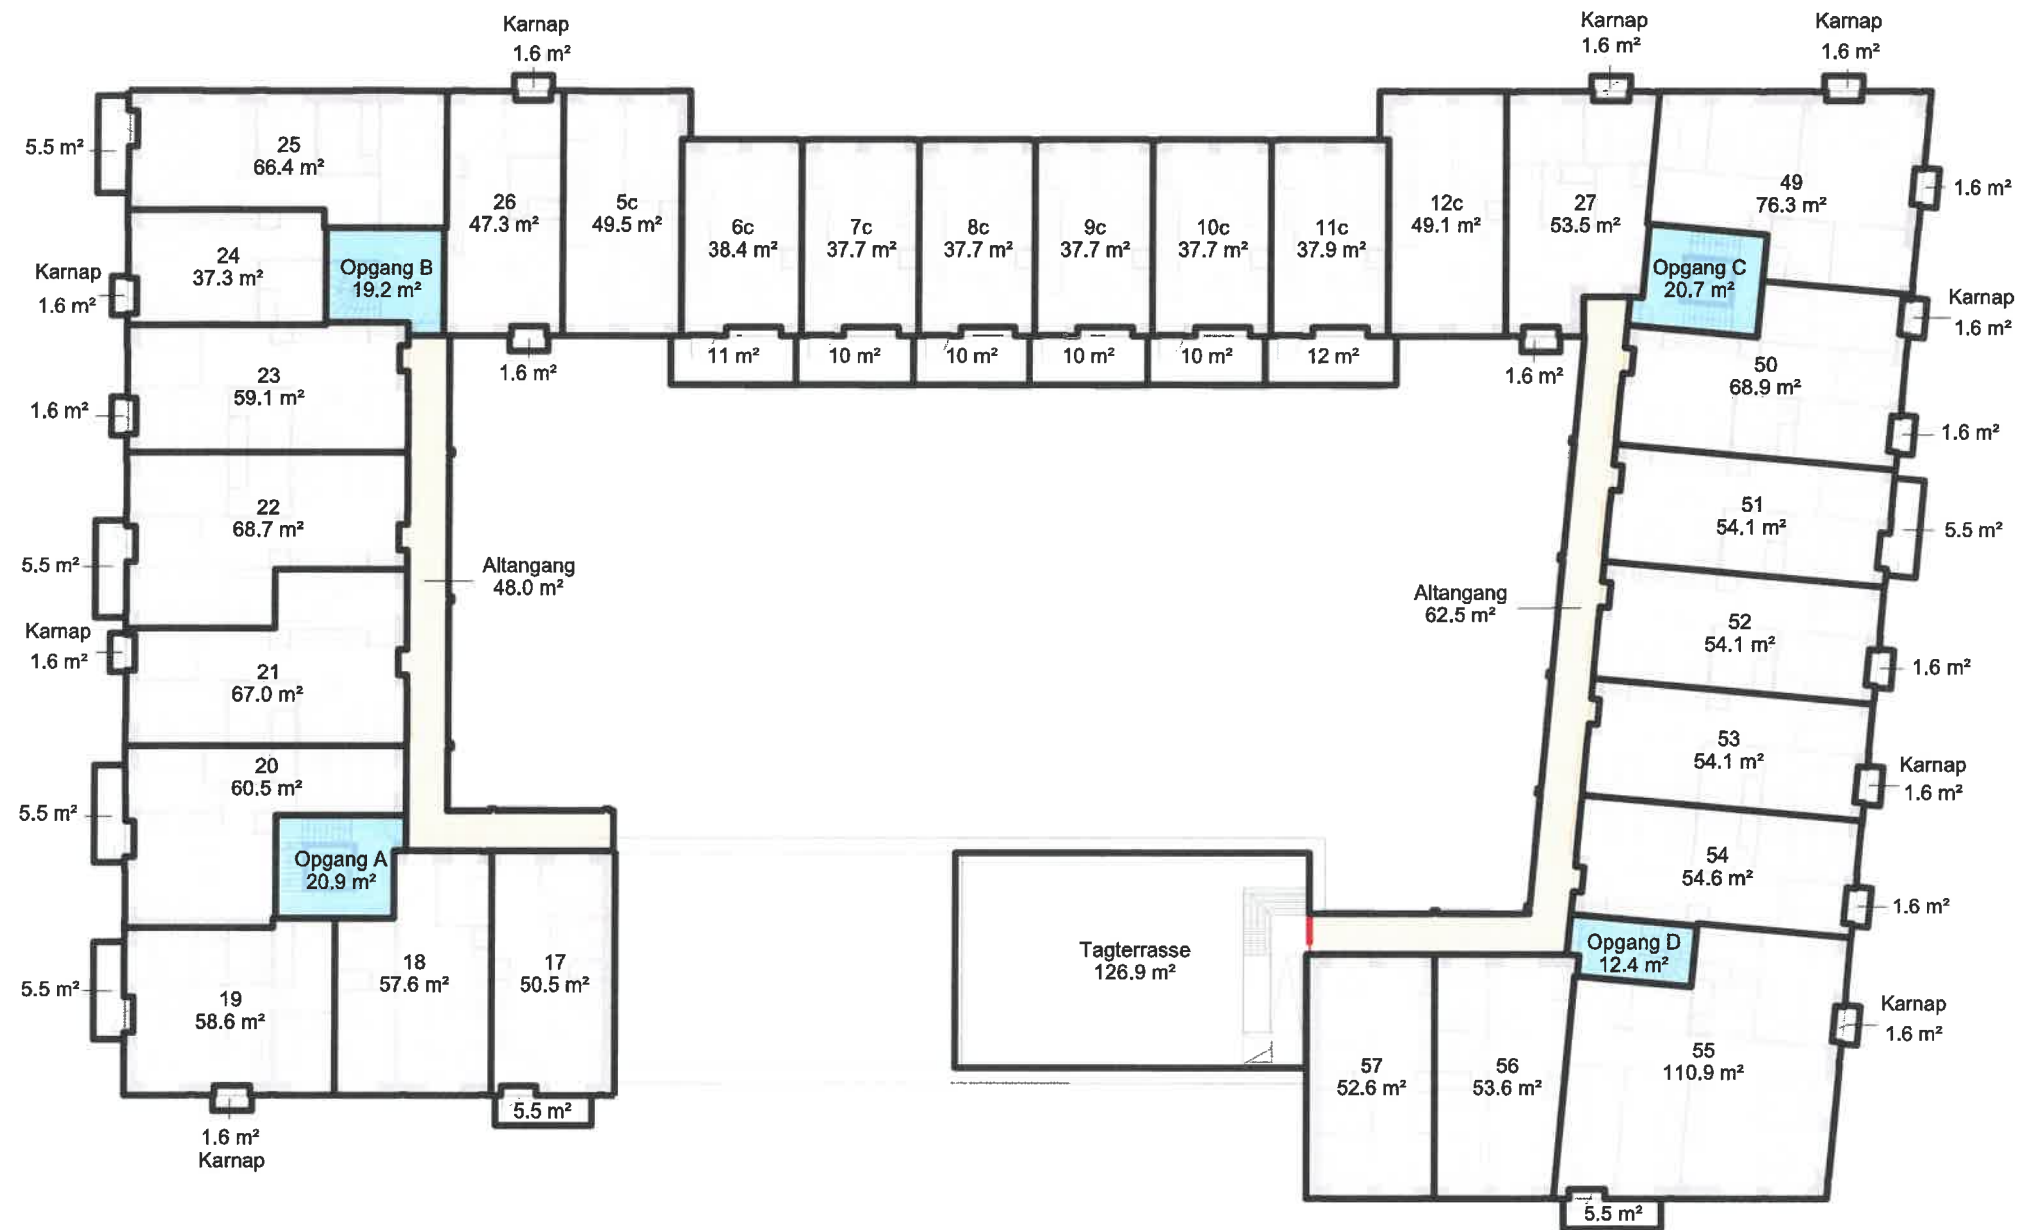 Karnap
1.6 m²
Karnap
1.6 m²
Karnap
1.6 m²
5.5 m²
25
66.4 m²
26
47.3 m²
5c
49.5 m²
6c
38.4 m²
7c
37.7 m²
8c
37.7 m²
9c
37.7 m²
10c
37.7 m²
11c
37.9 m²
12c
49.1 m²
27
53.5 m²
49
76.3 m²
1.6 m²
24
37.3 m²
Opgang B
19.2 m²
Opgang C
20.7 m²
Karnap
1.6 m²
Karnap
1.6 m²
11 m²
10 m²
10 m²
10 m²
10 m²
12 m²
1.6 m²
1.6 m²
23
59.1 m²
1.6 m²
50
68.9 m²
1.6 m²
22
68.7 m²
51
54.1 m²
5.5 m²
5.5 m²
Altangang
48.0 m²
Altangang
62.5 m²
52
54.1 m²
Karnap
1.6 m²
21
67.0 m²
1.6 m²
53
54.1 m²
Karnap
1.6 m²
20
60.5 m²
5.5 m²
Opgang A
20.9 m²
54
54.6 m²
1.6 m²
Opgang D
12.4 m²
Tagterrasse
126.9 m²
18
57.6 m²
17
50.5 m²
5.5 m²
19
58.6 m²
Karnap
1.6 m²
57
52.6 m²
56
53.6 m²
55
110.9 m²
5.5 m²
1.6 m²
Karnap
5.5 m²